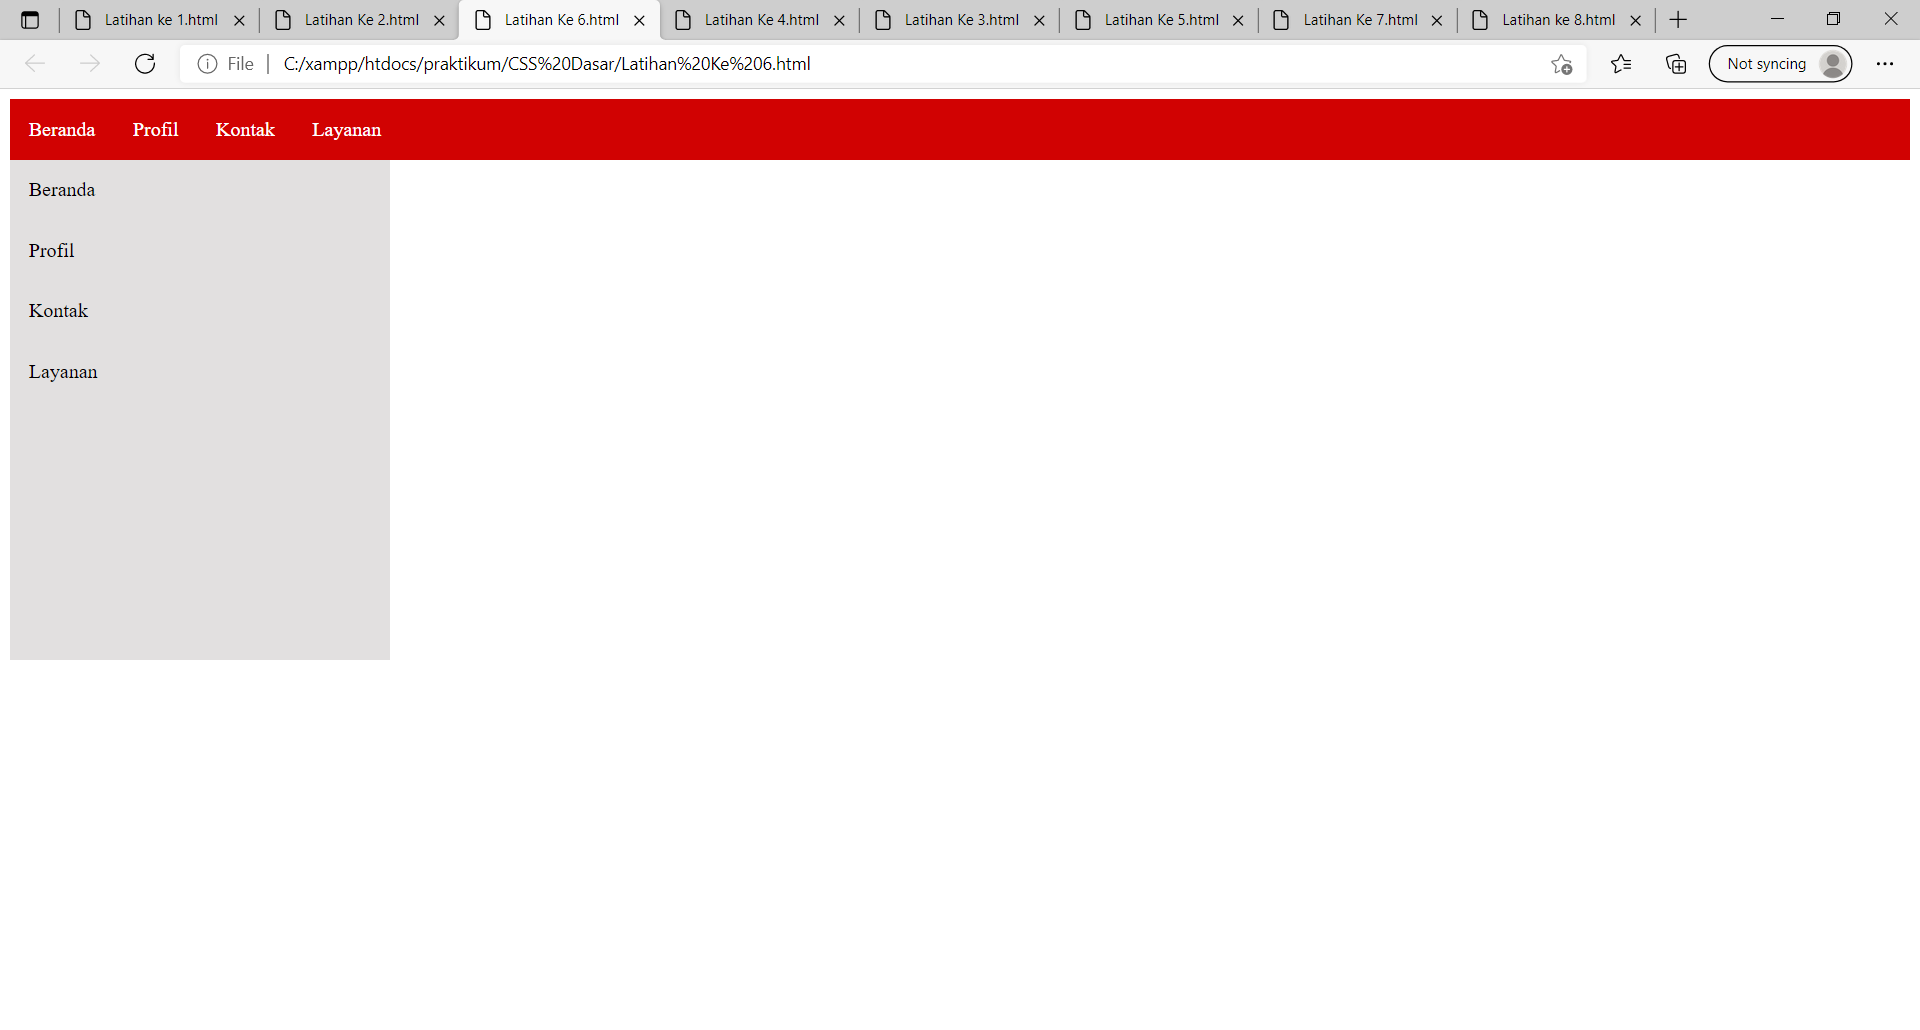 Latihan ke 1.html Latihan Ke 2.html Latihan Ke 6.html Latihan Ke 4.html Latihan Ke 3.html Latihan Ke 5.html Latihan Ke 7.html Latihan ke 8.html
File C:/xampp/htdocs/praktikum/CSS%20Dasar/Latihan%20Ke%206.html Not syncing
Beranda Profil Kontak Layanan
Beranda
Profil
Kontak
Layanan